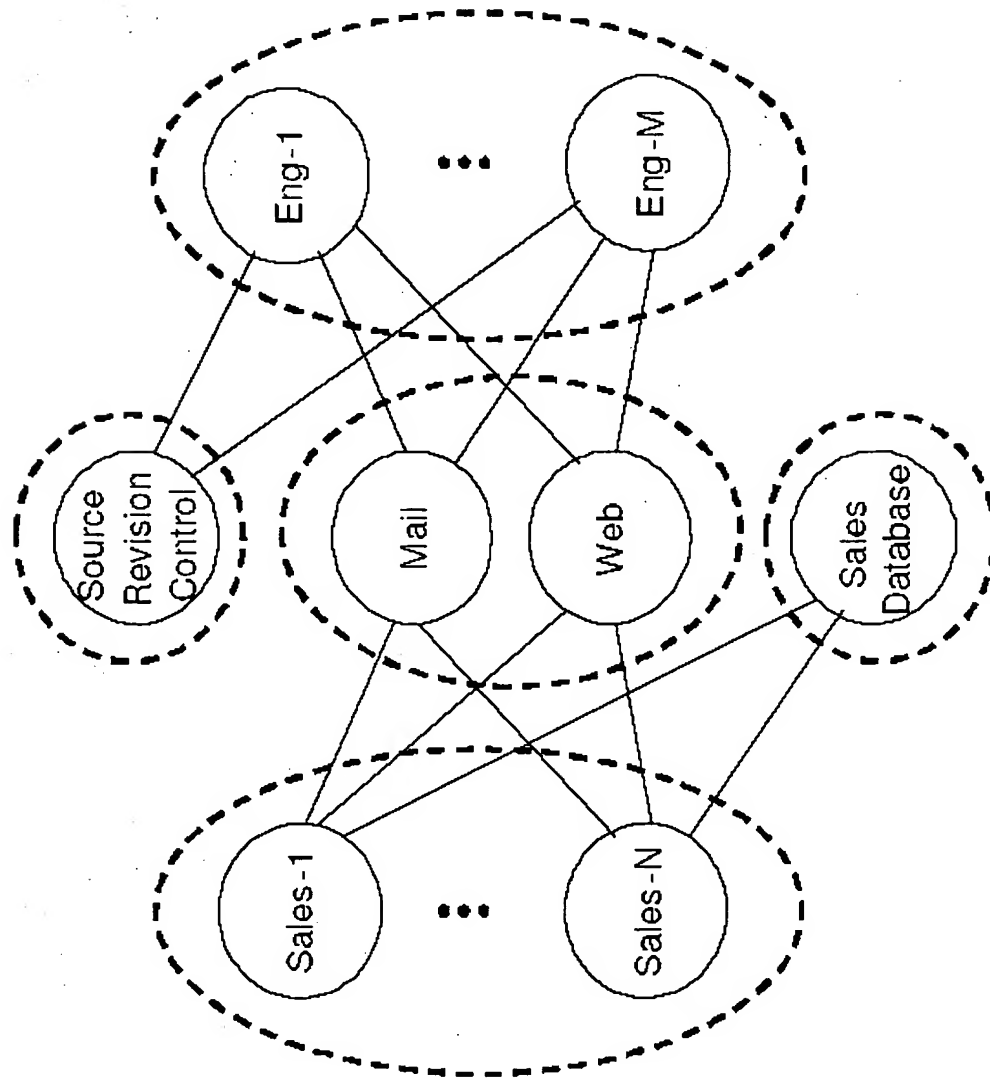 Source
Revision
Control
Eng-1
Sales-1
Mail
•••
•••
Web
Eng-M
Sales-N
Sales
Database